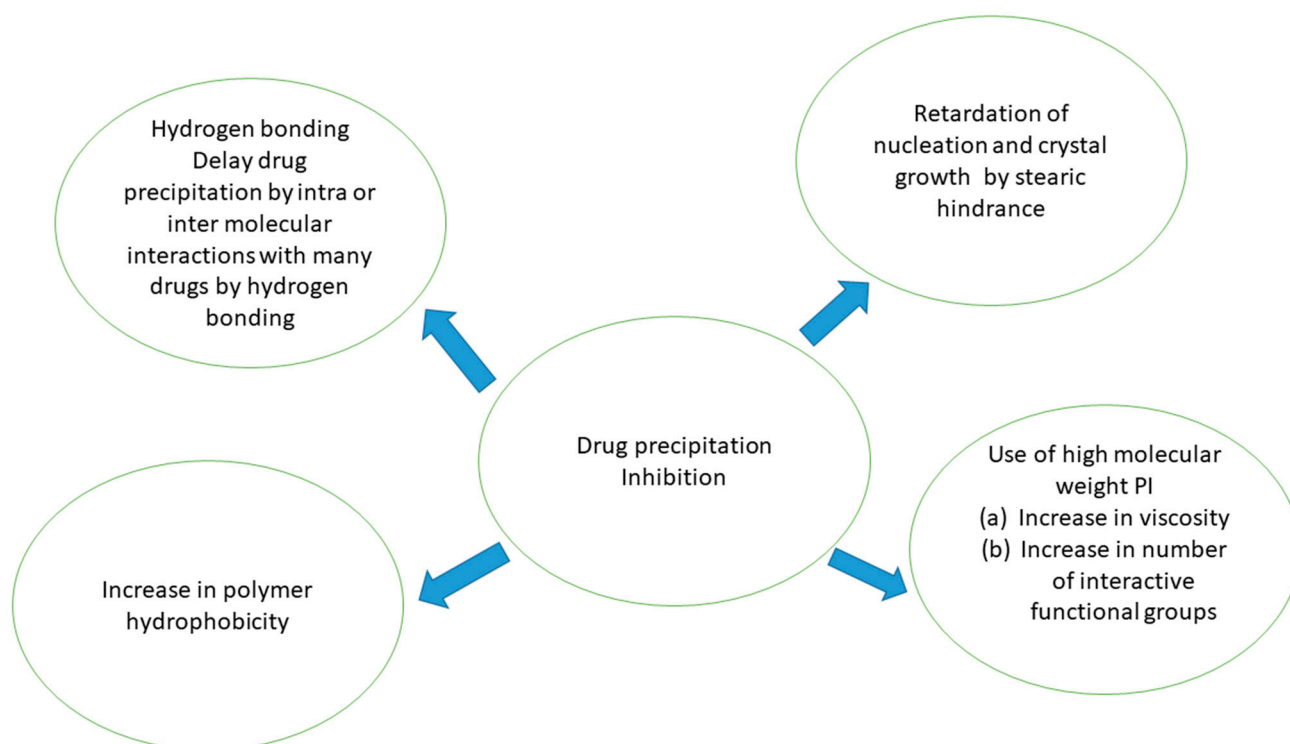 Hydrogen bonding
Delay drug
precipitation by intra or
inter molecular
interactions with many
drugs by hydrogen
bonding
Retardation of
nucleation and crystal
growth by stearic
hindrance
Drug precipitation
Inhibition
Use of high molecular
weight PI
(a) Increase in viscosity
(b) Increase in number
of interactive
functional groups
Increase in polymer
hydrophobicity